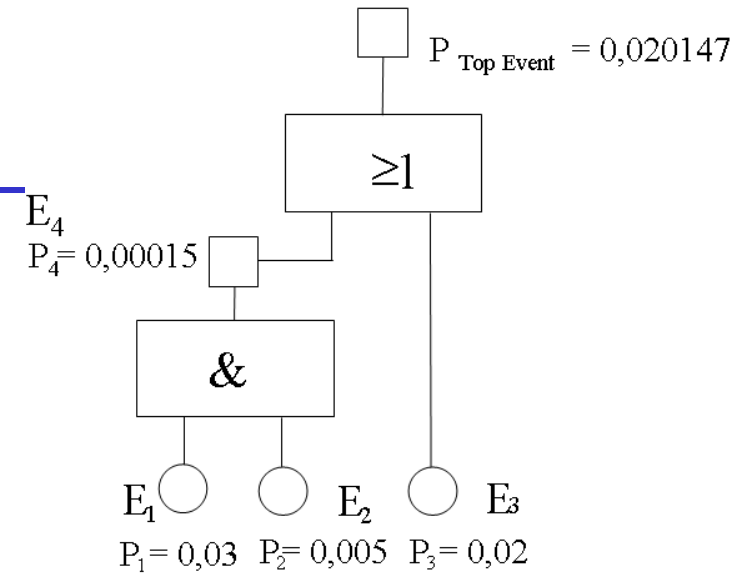 P Top Event = 0,020147
≥1
E4
P4= 0,00015
&
E1 E2 E3
P1= 0,03 P2= 0,005 P3= 0,02